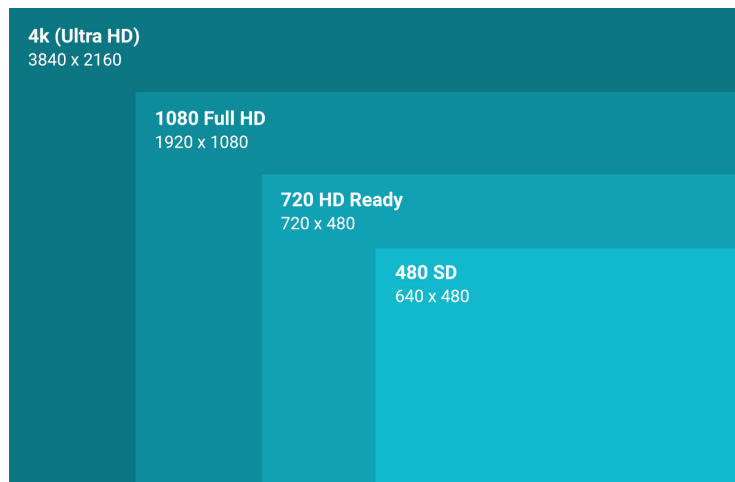 4k (Ultra HD)
3840 x 2160
1080 Full HD
1920 x 1080
720 HD Ready
720 x 480
480 SD
640 x 480